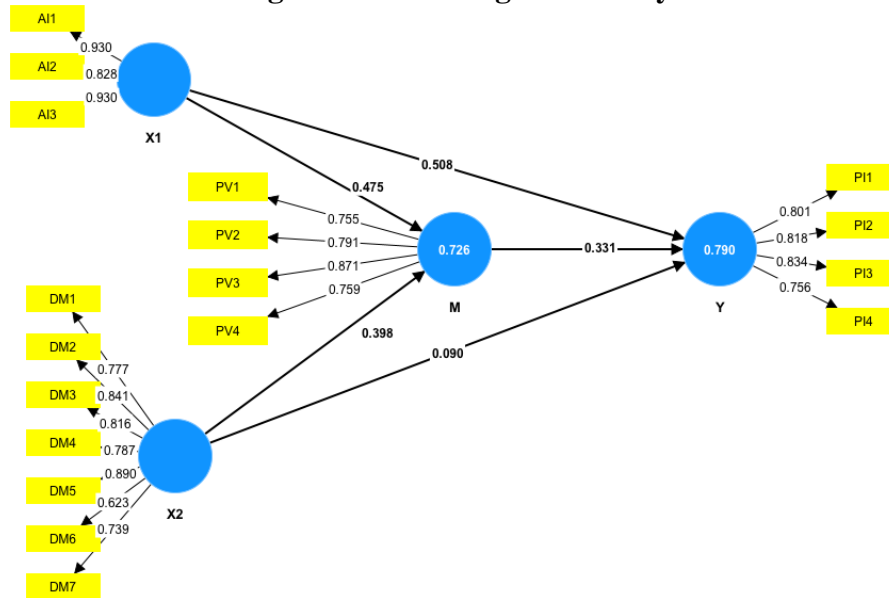 AI1
0.930
AI2
0.828
AI3
0.930
X1
0.508
0.475
PV1
0.755
PV2
0.791
PV3
0.871
PV4
0.759
0.726
M
0.331
0.790
Y
PI1
0.801
PI2
0.818
PI3
0.834
PI4
0.756
0.398
0.090
DM1
0.777
DM2
0.841
DM3
0.816
DM4
0.787
DM5
0.890
DM6
0.623
DM7
0.739
X2